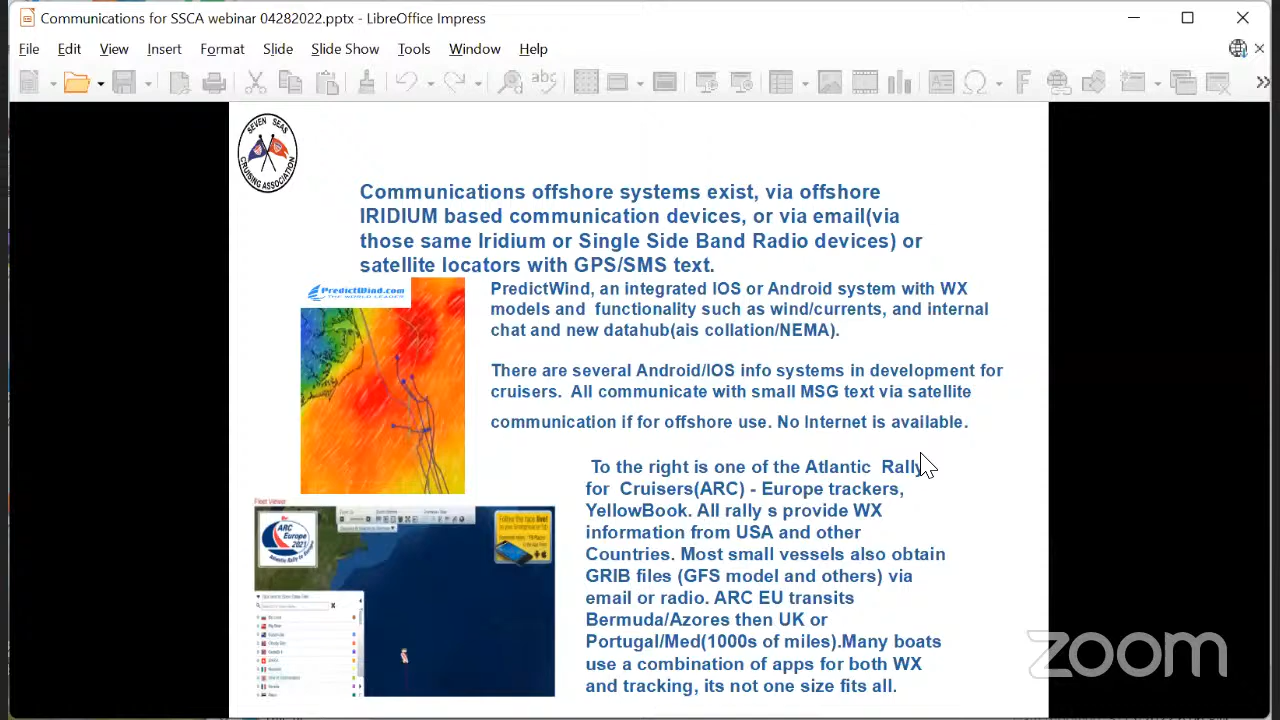 Communications for SSCA webinar 04282022.pptx - LibreOffice Impress
File Edit View Insert Format Slide Slide Show Tools Window Help
SEVEN SEAS
CRUISING ASSOCIATION
Communications offshore systems exist, via offshore
IRIDIUM based communication devices, or via email(via
those same Iridium or Single Side Band Radio devices) or
satellite locators with GPS/SMS text.
PredictWind.com
THE WORLD LEADER
PredictWind, an integrated IOS or Android system with WX
models and functionality such as wind/currents, and internal
chat and new datahub(ais collation/NEMA).
There are several Android/IOS info systems in development for
cruisers. All communicate with small MSG text via satellite
communication if for offshore use. No Internet is available.
Fleet Viewer
ARC
EUROPE
2021
Follow the race live!
To the right is one of the Atlantic Rally
for Cruisers(ARC) - Europe trackers,
YellowBook. All rally s provide WX
information from USA and other
Countries. Most small vessels also obtain
GRIB files (GFS model and others) via
email or radio. ARC EU transits
Bermuda/Azores then UK or
Portugal/Med(1000s of miles).Many boats
use a combination of apps for both WX
and tracking, its not one size fits all.
zoom